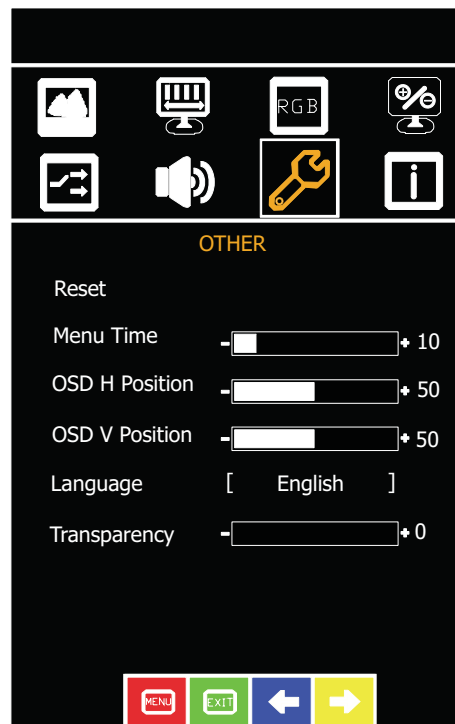 RGB
i
OTHER
Reset
Menu Time - + 10
OSD H Position - + 50
OSD V Position - + 50
Language [ English ]
Transparency - + 0
MENU EXIT